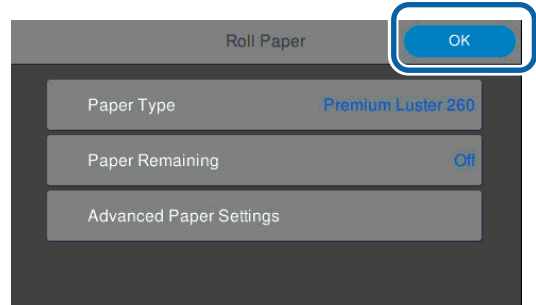 Roll Paper OK
Paper Type Premium Luster 260
Paper Remaining Off
Advanced Paper Settings